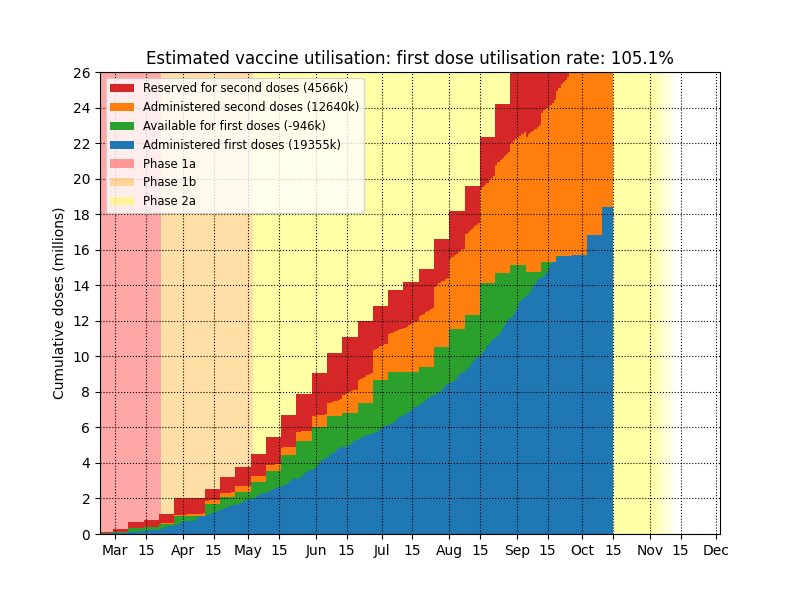 Estimated vaccine utilisation: first dose utilisation rate: 105.1%
Cumulative doses (millions)
26
24
22
20
18
16
14
12
10
8
6
4
2
0
Reserved for second doses (4566k)
Administered second doses (12640k)
Available for first doses (-946k)
Administered first doses (19355k)
Phase 1a
Phase 1b
Phase 2a
Mar 15 Apr 15 May 15 Jun 15 Jul 15 Aug 15 Sep 15 Oct 15 Nov 15 Dec